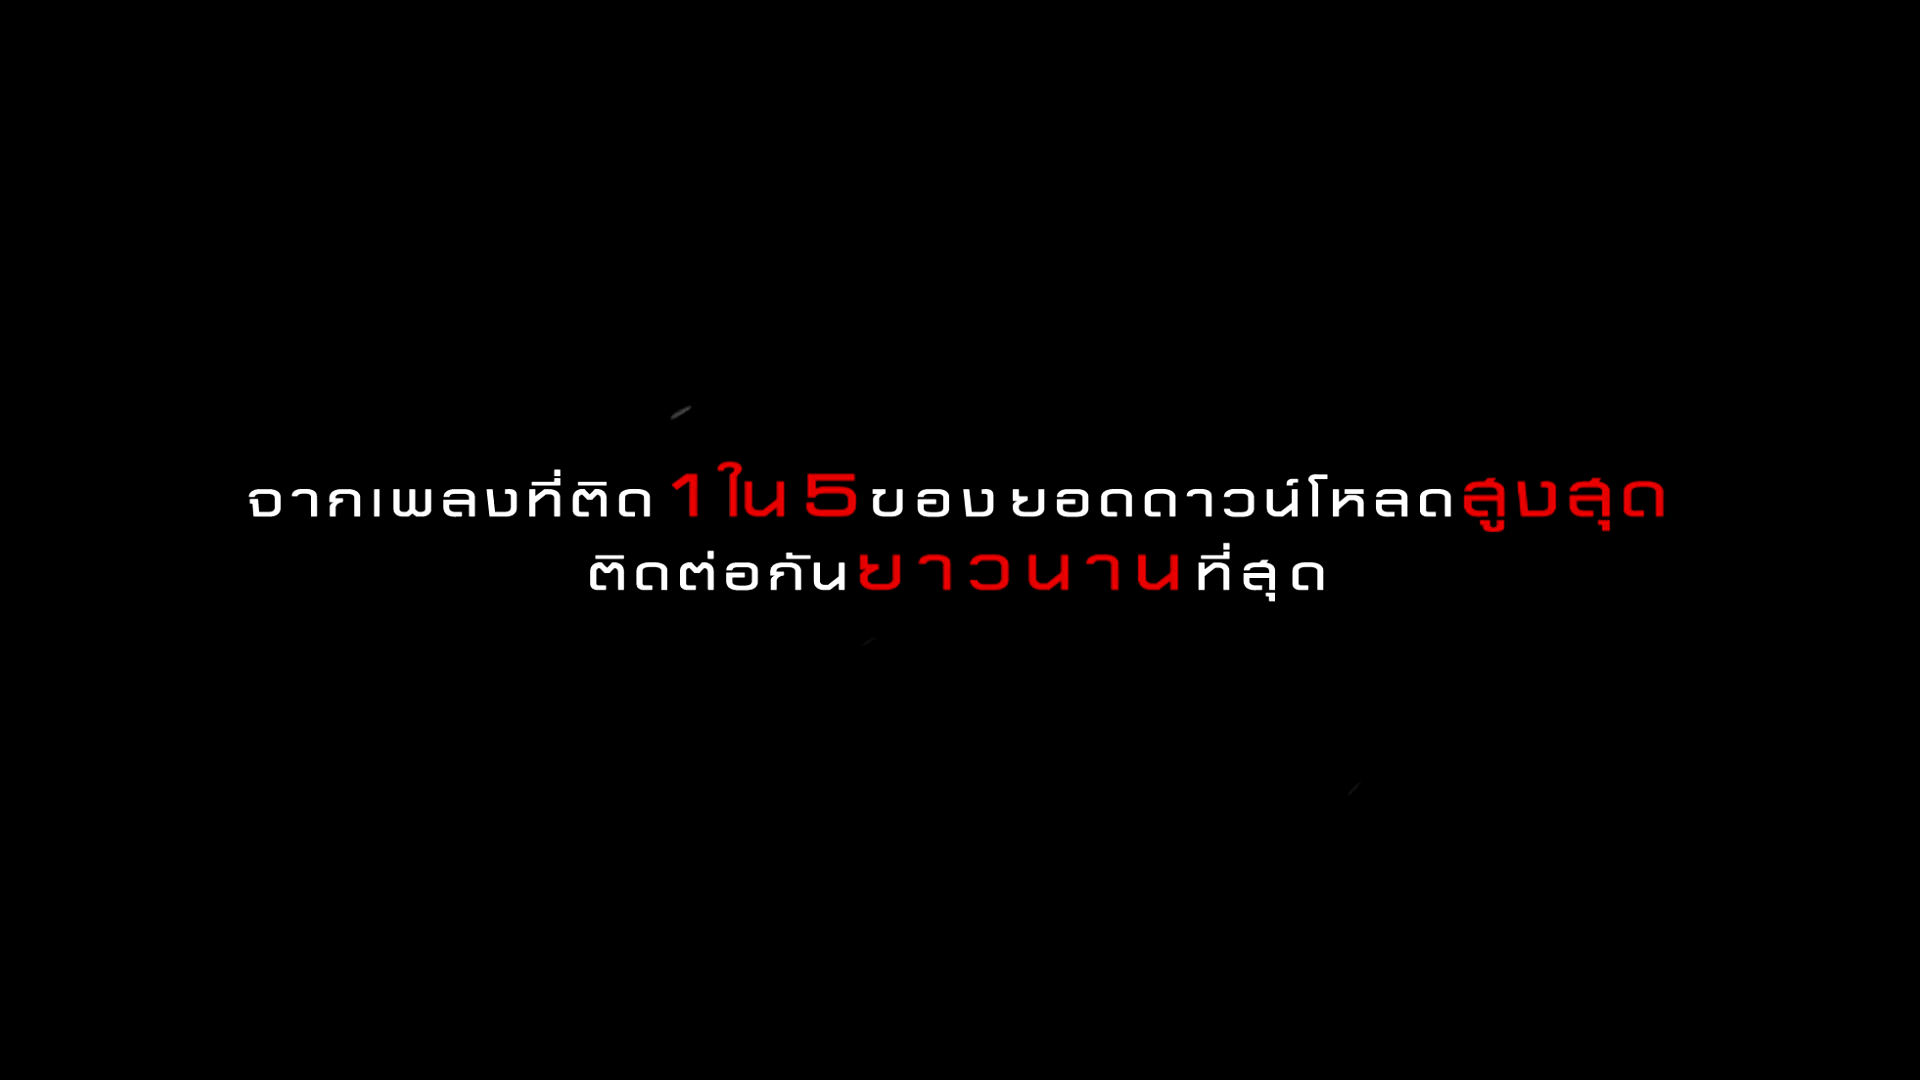 จากเพลงที่ติด 1 ใน 5 ของยอดดาวน์โหลดสูงสุด
ติดต่อกันยาวนานที่สุด